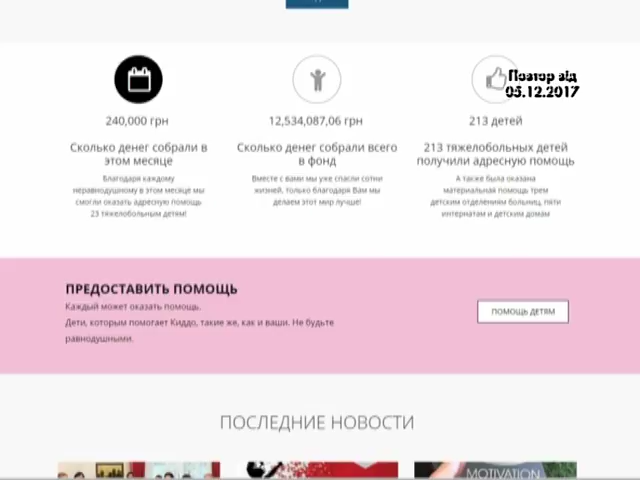 Повтор від
05.12.2017
240,000 грн
Сколько денег собрали в
этом месяце
Благодаря каждому
неравнодушному в этом месяце мы
смогли оказать адресную помощь
23 тяжелобольным детям!
12,534,087,06 грн
Сколько денег собрали всего
в фонд
Вместе с вами мы уже спасли сотни
жизней, только благодаря Вам мы
делаем этот мир лучше!
213 детей
213 тяжелобольных детей
получили адресную помощь
А также была оказана
материальная помощь трем
детским отделениям больниц, пяти
интернатам и детским домам
ПРЕДОСТАВИТЬ ПОМОЩЬ
Каждый может оказать помощь.
Дети, которым помогает Киддо, такие же, как и ваши. Не будьте
равнодушными.
ПОМОЩЬ ДЕТЯМ
ПОСЛЕДНИЕ НОВОСТИ
MOTIVATION